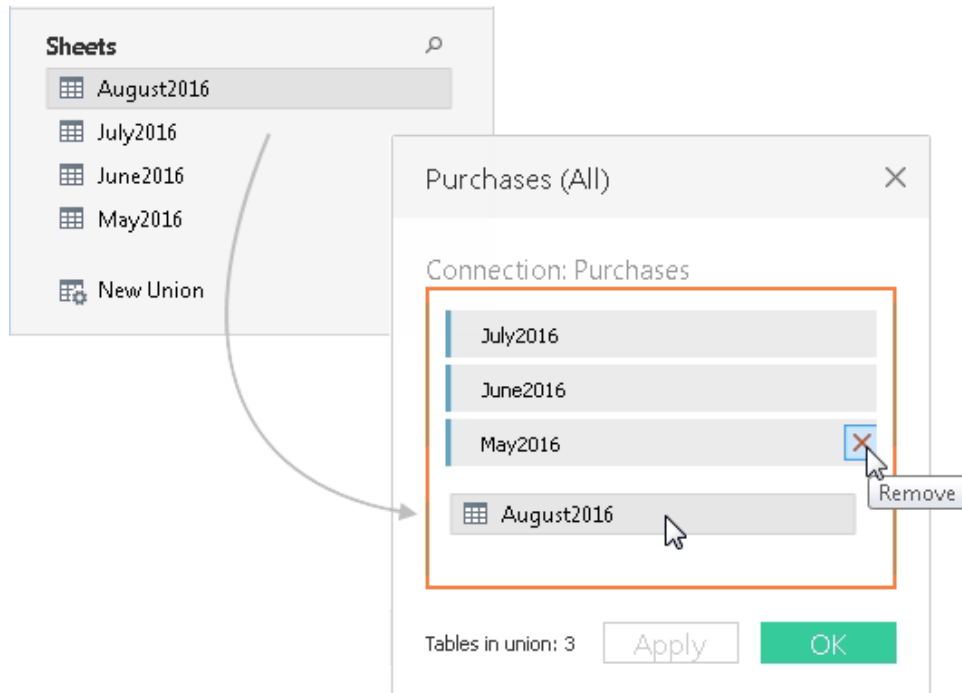 Sheets
August2016
July2016
June2016
May2016
New Union
Purchases (All)
Connection: Purchases
July2016
June2016
May2016
Remove
August2016
Tables in union: 3
Apply
OK